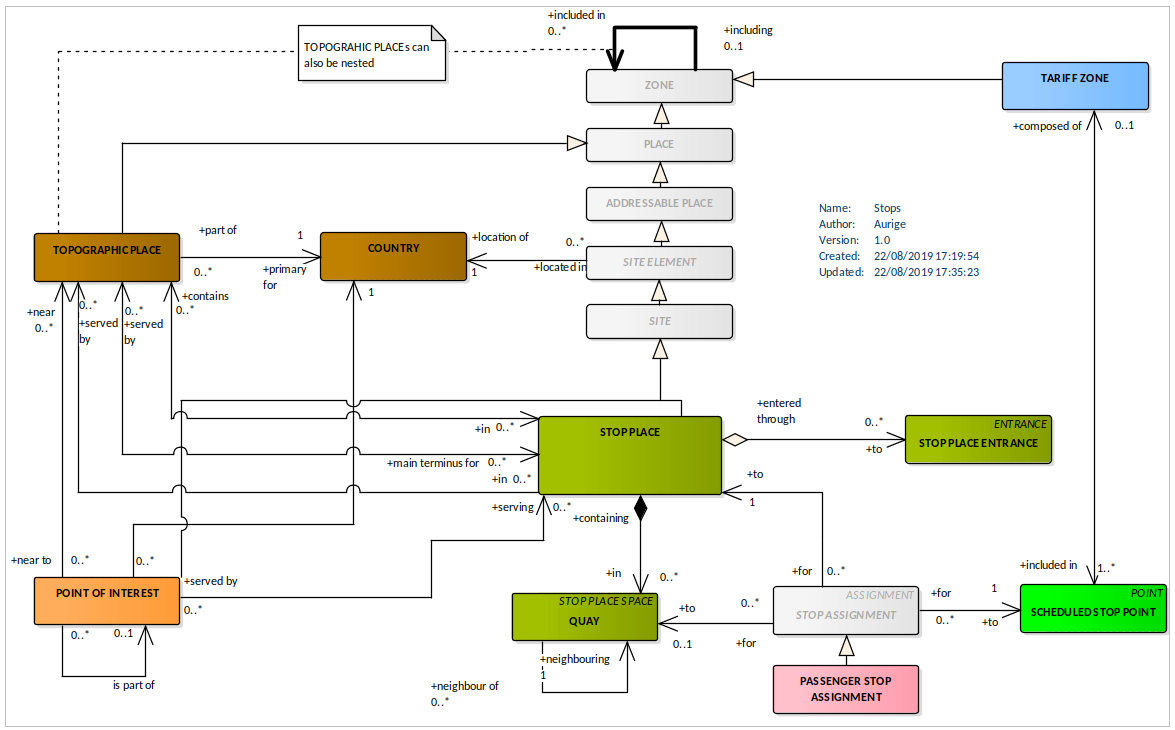 +included in
0..*
+including
0..1
TOPOGRAHIC PLACEs can
also be nested
ZONE
TARIFF ZONE
+composed of
0..1
PLACE
ADDRESSABLE PLACE
Name: Stops
Author: Aurige
Version: 1.0
Created: 22/08/2019 17:19:54
Updated: 22/08/2019 17:35:23
TOPOGRAPHIC PLACE
+part of
0..*
1
+primary
for
COUNTRY
+location of
1
0..*
+located in
SITE ELEMENT
SITE
+near
0..*
0..*
+served
by
0..*
+served
by
+contains
0..*
1
+in 0..*
+main terminus for 0..*
+in 0..*
+serving 0..*
STOP PLACE
+entered
through
0..*
+to
ENTRANCE
STOP PLACE ENTRANCE
+to
1
+containing
+in
0..*
+near to 0..*
0..*
POINT OF INTEREST
+served by
0..*
0..*
0..1
is part of
STOP PLACE SPACE
QUAY
+neighbouring
1
+neighbour of
0..*
+to
0..1
0..*
+for
+for 0..*
ASSIGNMENT
STOP ASSIGNMENT
+for
0..*
1
+to
PASSENGER STOP
ASSIGNMENT
+included in
1..*
POINT
SCHEDULED STOP POINT